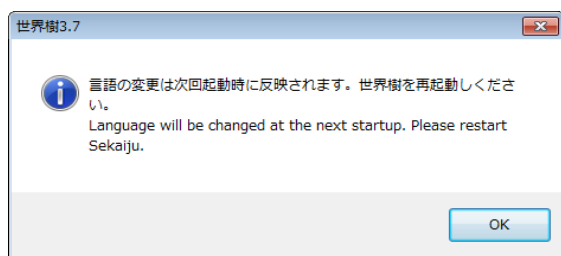 世界樹3.7
言語の変更は次回起動時に反映されます。世界樹を再起動しくださ
い。
Language will be changed at the next startup. Please restart
Sekaiju.
OK